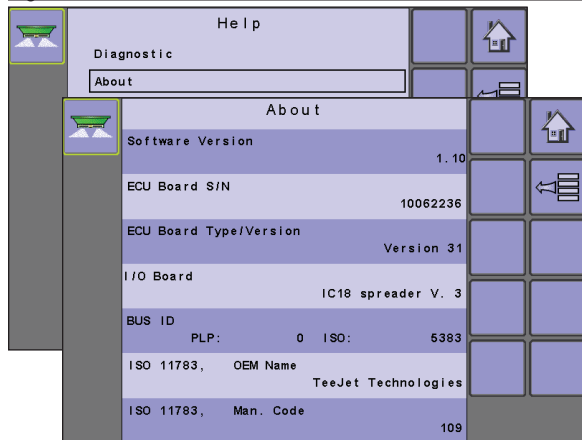 Help
Diagnostic
About
About
Software Version
1.10
ECU Board S/N
10062236
ECU Board Type/Version
Version 31
I/O Board
IC18 spreader V. 3
BUS ID
PLP: 0 ISO: 5383
ISO 11783, OEM Name
TeeJet Technologies
ISO 11783, Man. Code
109